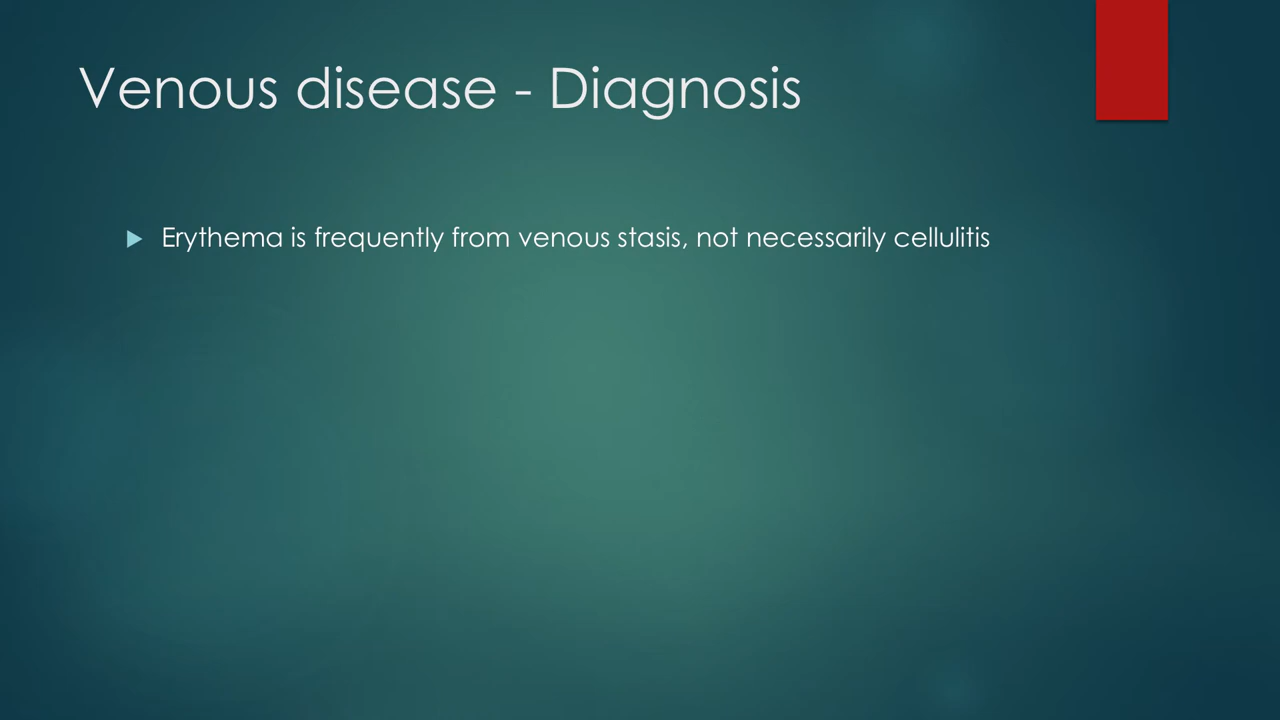 Venous disease - Diagnosis
Erythema is frequently from venous stasis, not necessarily cellulitis